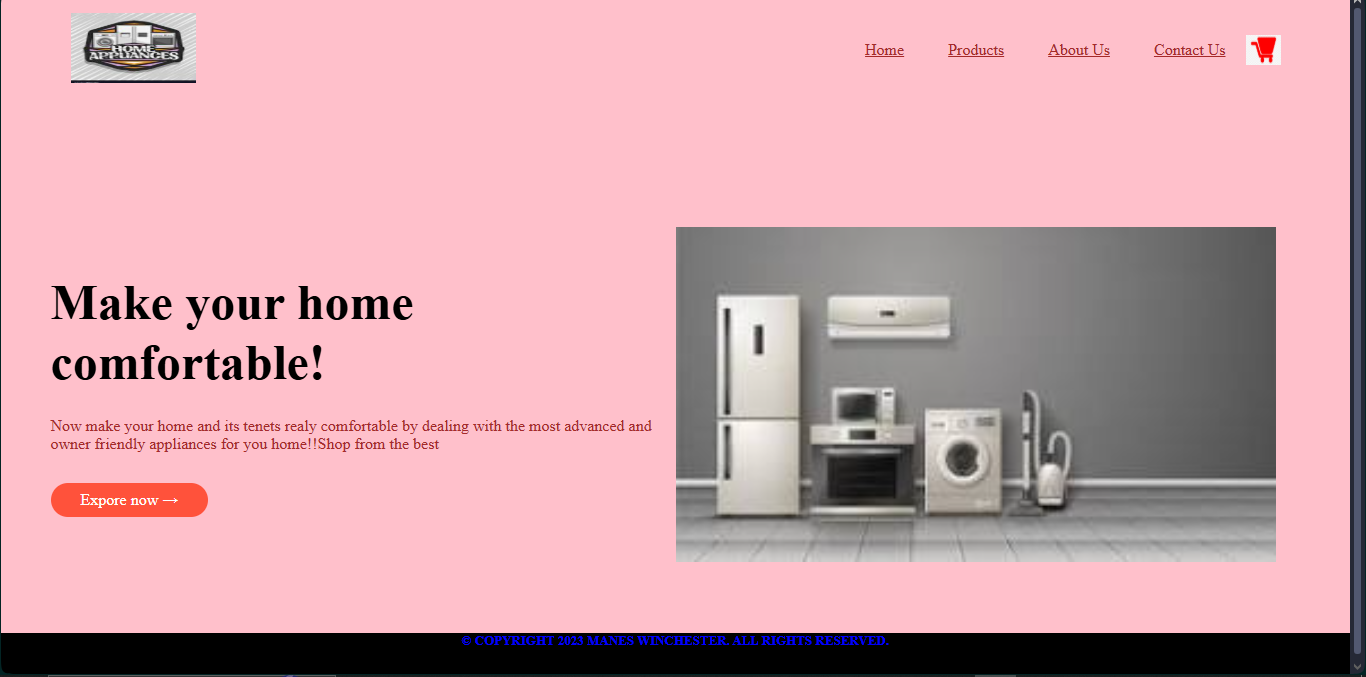 HOME
APPLIANCES
Home Products About Us Contact Us
Make your home
comfortable!
Now make your home and its tenets realy comfortable by dealing with the most advanced and
owner friendly appliances for you home!!Shop from the best
Expore now →
© COPYRIGHT 2023 MANES WINCHESTER. ALL RIGHTS RESERVED.